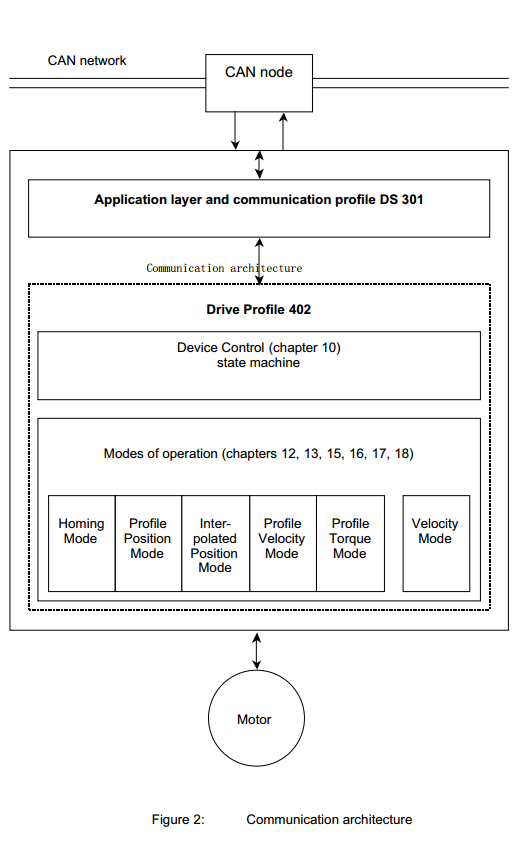 CAN network
CAN node
Application layer and communication profile DS 301
Communication architecture
Drive Profile 402
Device Control (chapter 10)
state machine
Modes of operation (chapters 12, 13, 15, 16, 17, 18)
Homing
Mode
Profile
Position
Mode
Inter-
polated
Position
Mode
Profile
Velocity
Mode
Profile
Torque
Mode
Velocity
Mode
Motor
Figure 2: Communication architecture